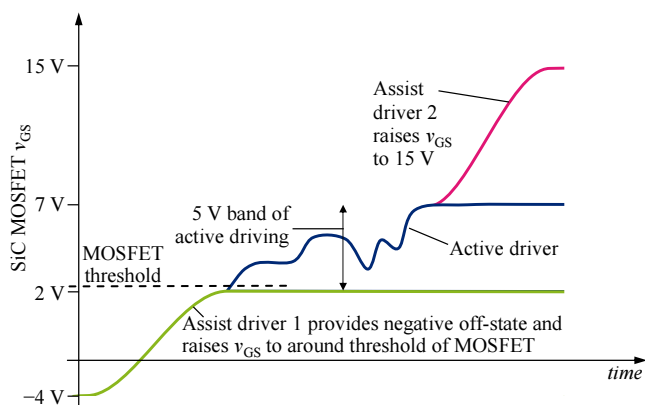 15 V
SiC MOSFET vGS
Assist
driver 2
raises vGS
to 15 V
7 V
5 V band of
active driving
Active driver
MOSFET
threshold
2 V
Assist driver 1 provides negative off-state and
raises vGS to around threshold of MOSFET
time
−4 V